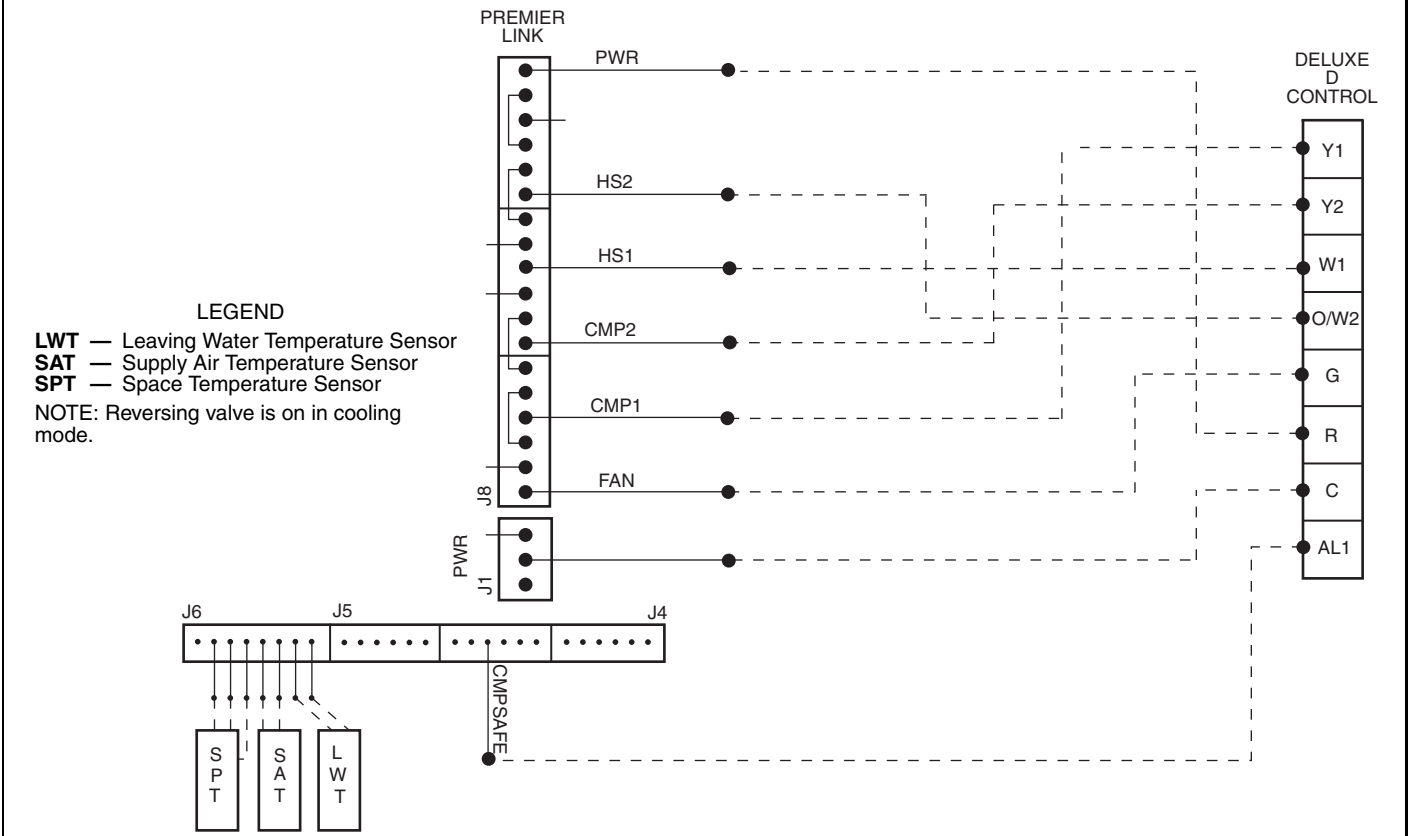 PREMIER
LINK
PWR
DELUXE
D
CONTROL
Y1
HS2
Y2
HS1
W1
LEGEND
LWT — Leaving Water Temperature Sensor
SAT — Supply Air Temperature Sensor
SPT — Space Temperature Sensor
NOTE: Reversing valve is on in cooling
mode.
CMP2
O/W2
G
CMP1
R
FAN
J8
C
PWR
J1
AL1
J6
J5
J4
CMPSAFE
SPT
SAT
LWT